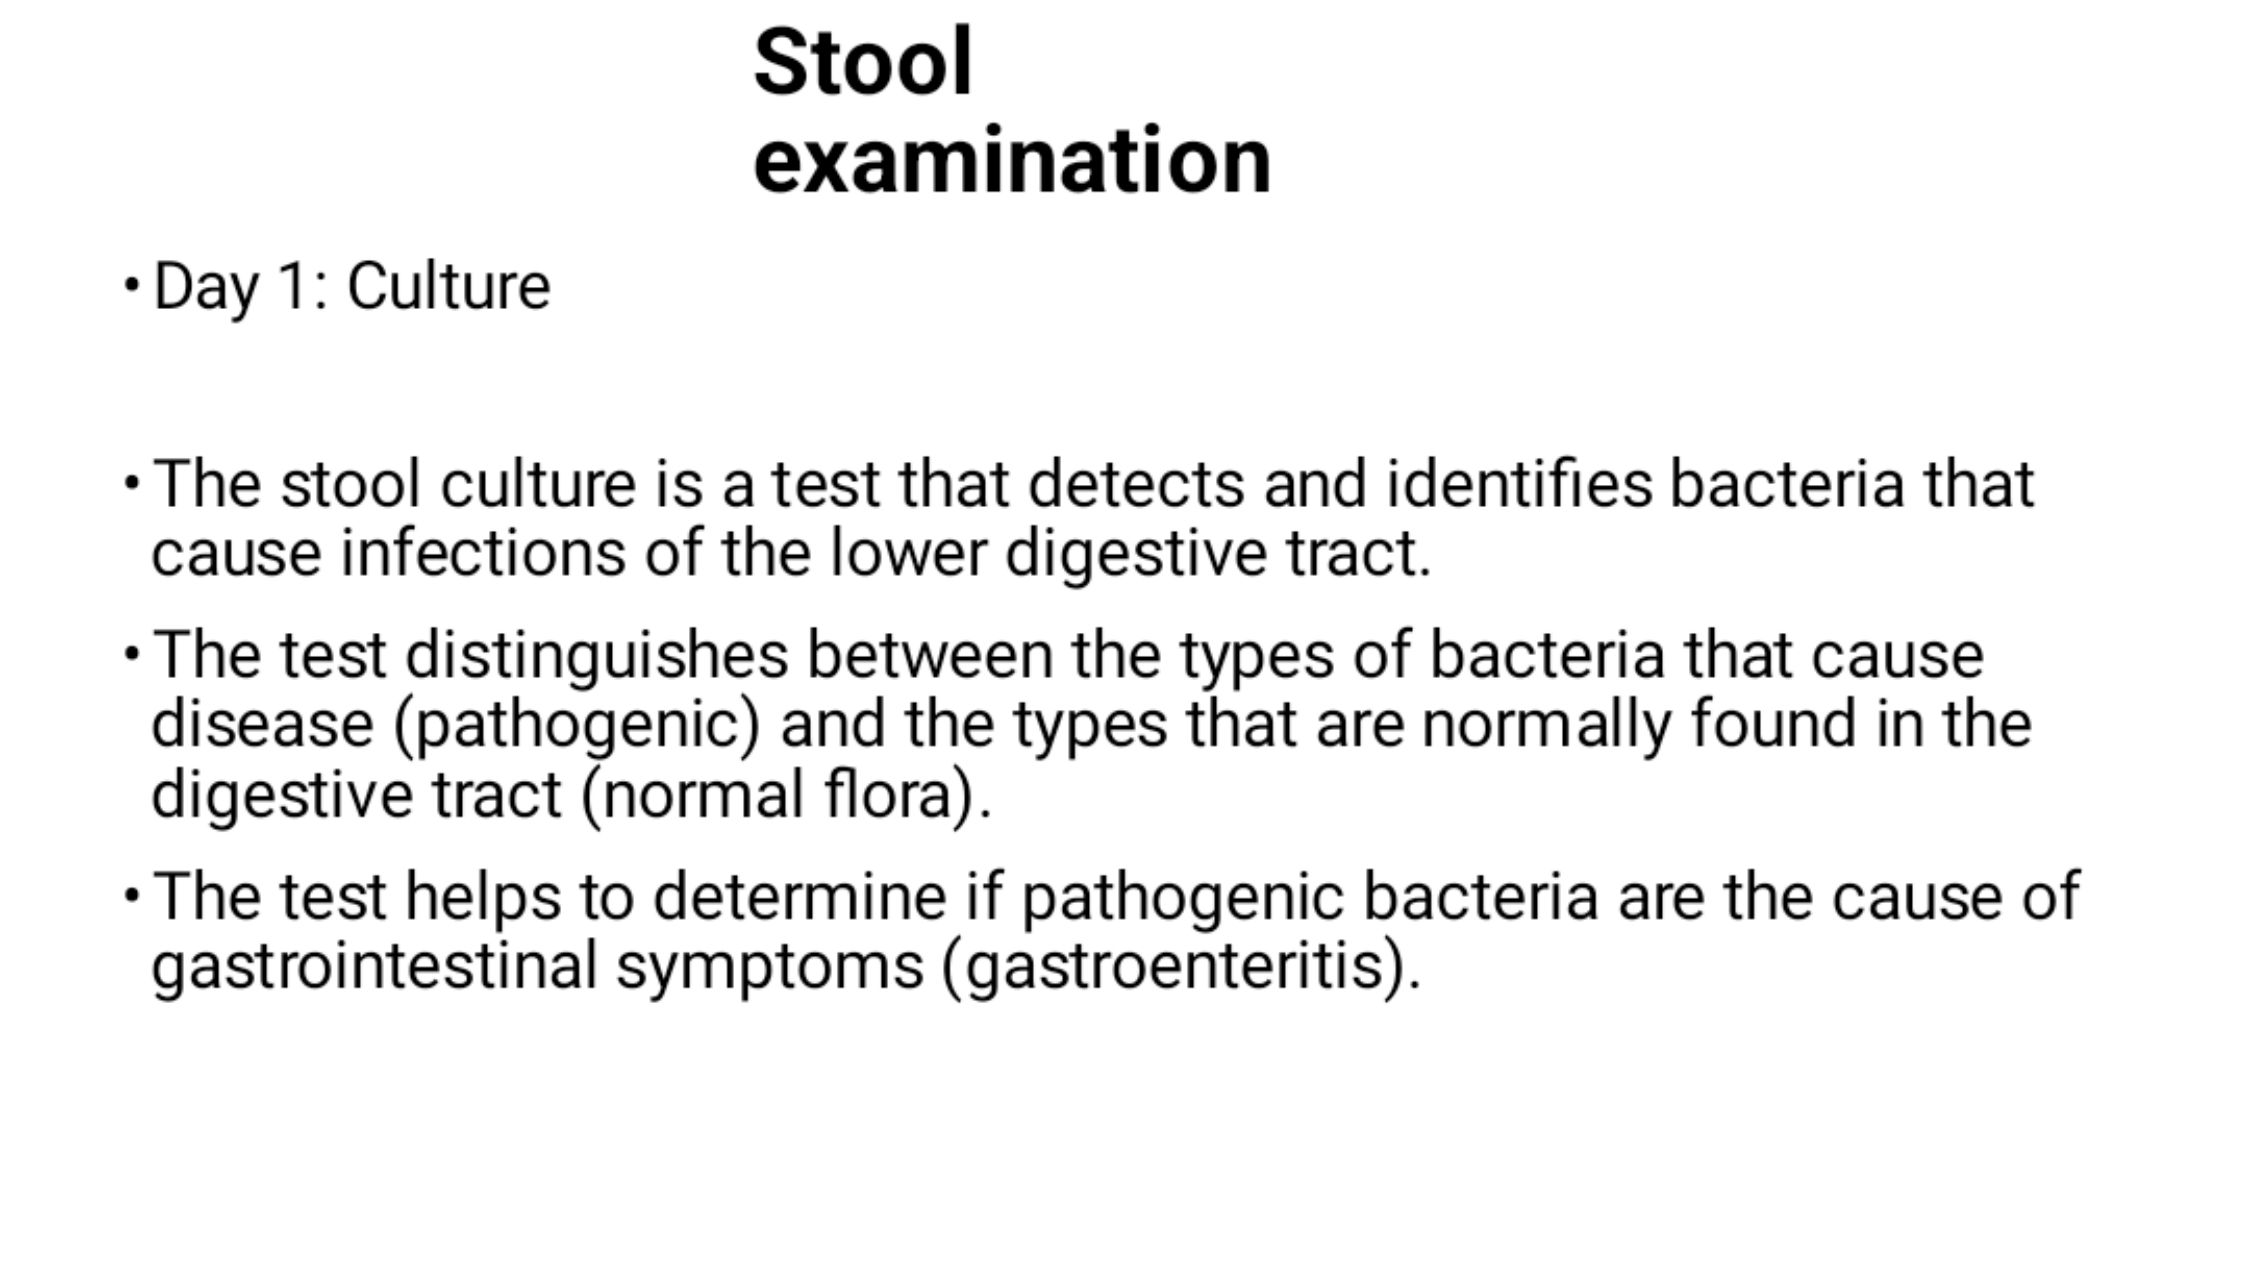 Stool
examination
• Day 1: Culture
• The stool culture is a test that detects and identifies bacteria that
cause infections of the lower digestive tract.
• The test distinguishes between the types of bacteria that cause
disease (pathogenic) and the types that are normally found in the
digestive tract (normal flora).
• The test helps to determine if pathogenic bacteria are the cause of
gastrointestinal symptoms (gastroenteritis).